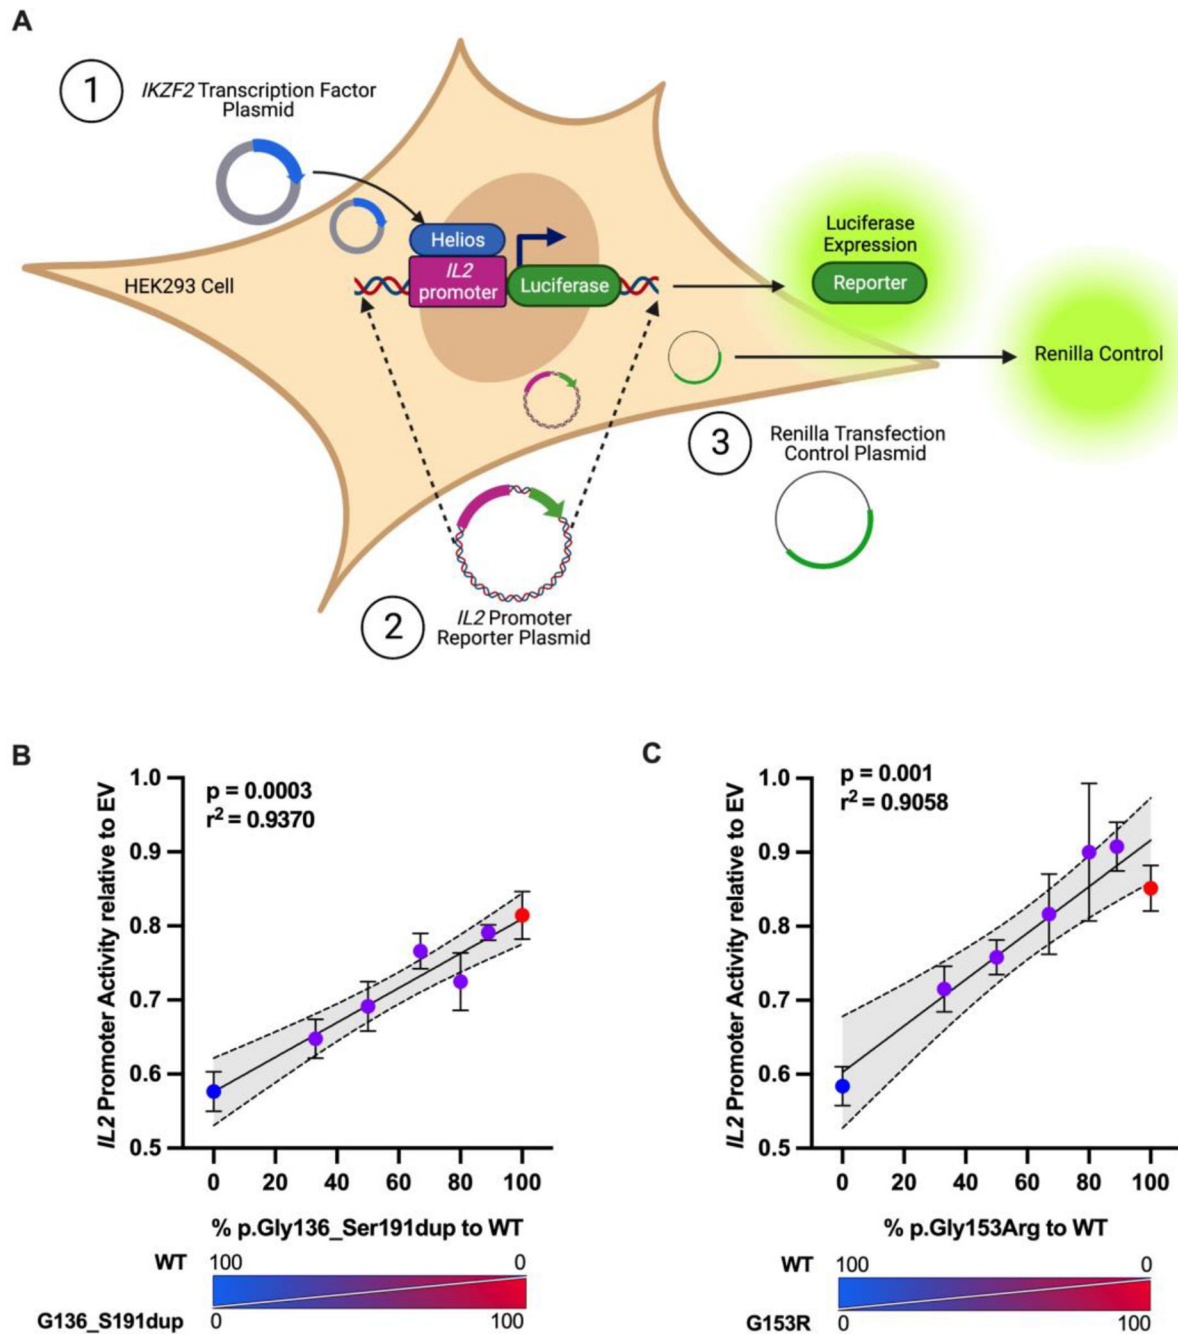 A
1
IKZF2 Transcription Factor
Plasmid
Helios
IL2
promoter
Luciferase
HEK293 Cell
Luciferase
Expression
Reporter
Renilla Control
3
Renilla Transfection
Control Plasmid
2
IL2 Promoter
Reporter Plasmid
B
p = 0.0003
r² = 0.9370
IL2 Promoter Activity relative to EV
1.0
0.9
0.8
0.7
0.6
0.5
0 20 40 60 80 100
% p.Gly136_Ser191dup to WT
WT 100 0
G136_S191dup 0 100
C
p = 0.001
r² = 0.9058
IL2 Promoter Activity relative to EV
1.0
0.9
0.8
0.7
0.6
0.5
0 20 40 60 80 100
% p.Gly153Arg to WT
WT 100 0
G153R 0 100